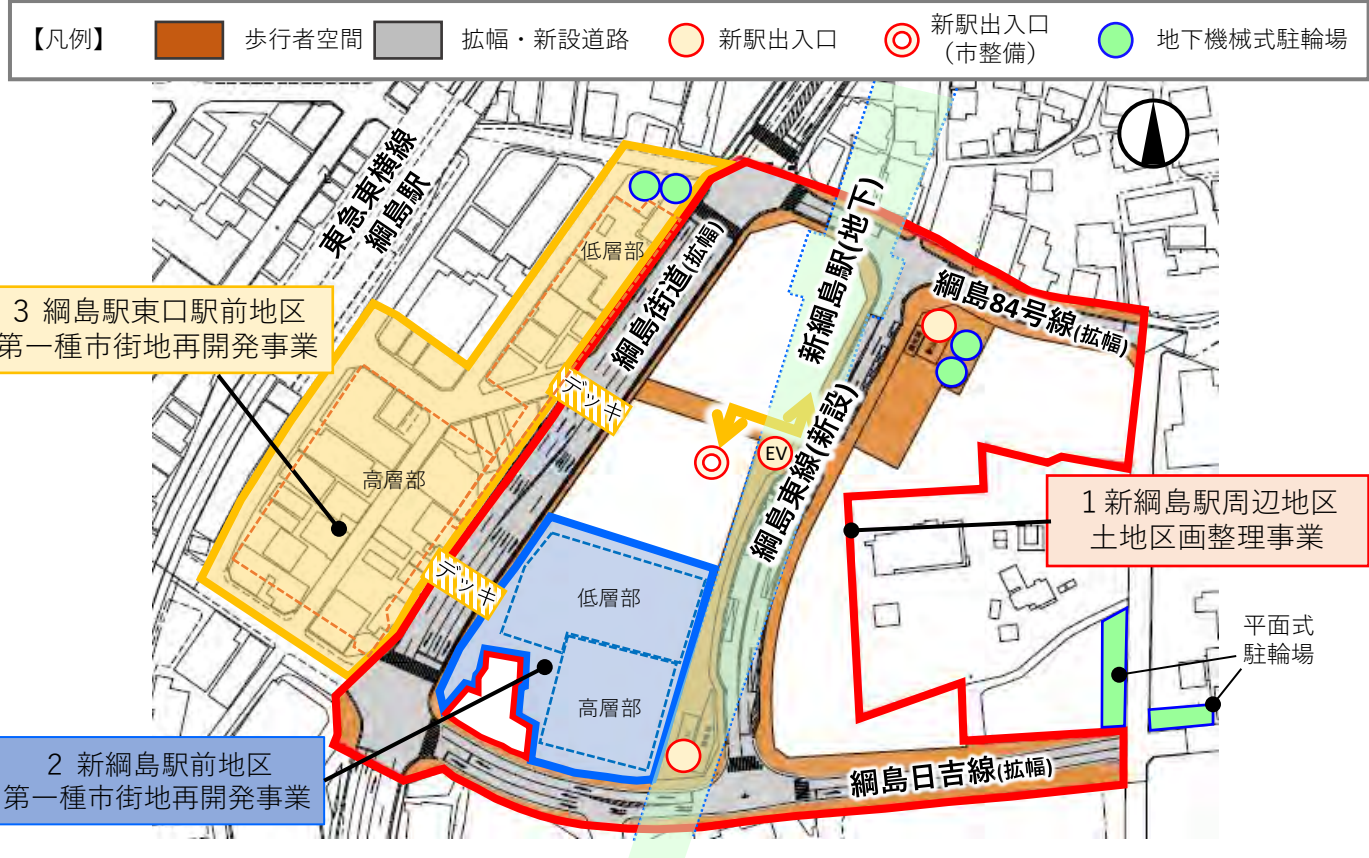 【凡例】
歩行者空間
拡幅・新設道路
新駅出入口
新駅出入口
（市整備）
地下機械式駐輪場
東急東横線
綱島駅
低層部
綱島街道(拡幅)
新綱島駅(地下)
綱島84号線(拡幅)
3 綱島駅東口駅前地区
第一種市街地再開発事業
デッキ
綱島東線(新設)
EV
高層部
1 新綱島駅周辺地区
土地区画整理事業
デッキ
低層部
高層部
平面式
駐輪場
2 新綱島駅前地区
第一種市街地再開発事業
綱島日吉線(拡幅)